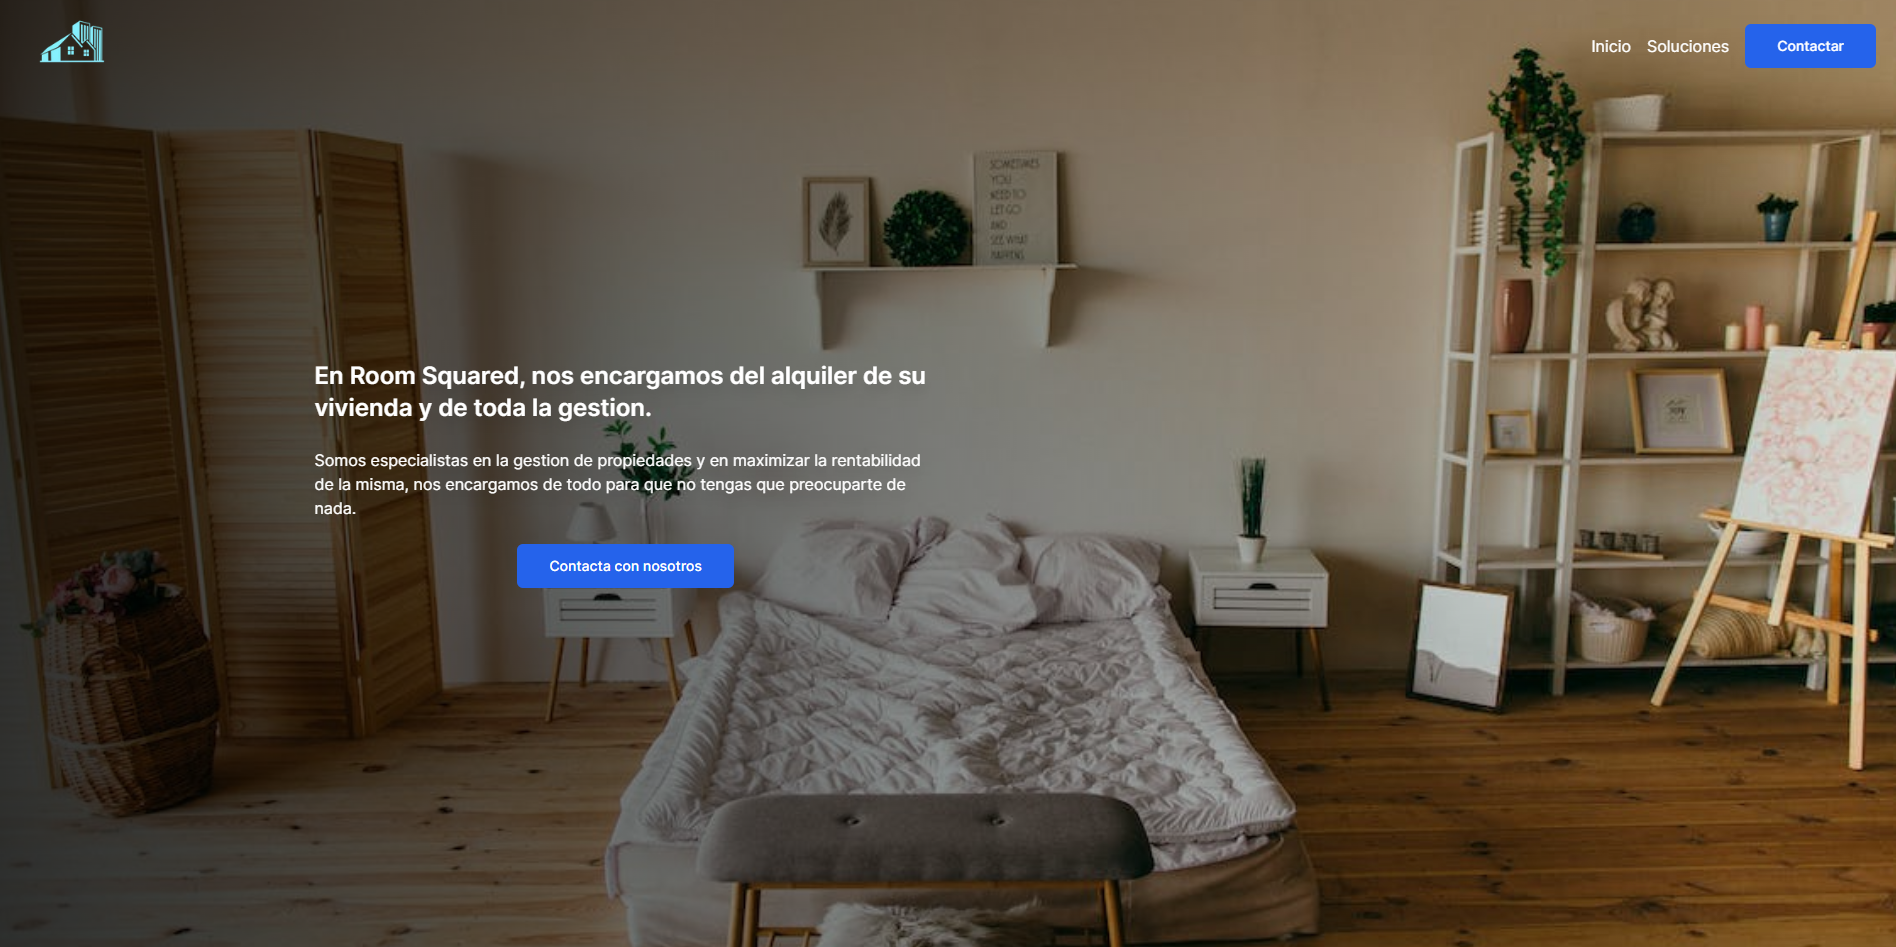 Inicio Soluciones Contactar
SOMETIMES
YOU
NEED TO
LET GO
AND
SEE WHAT
HAPPENS
En Room Squared, nos encargamos del alquiler de su
vivienda y de toda la gestion.
Somos especialistas en la gestion de propiedades y en maximizar la rentabilidad
de la misma, nos encargamos de todo para que no tengas que preocuparte de
nada.
Contacta con nosotros